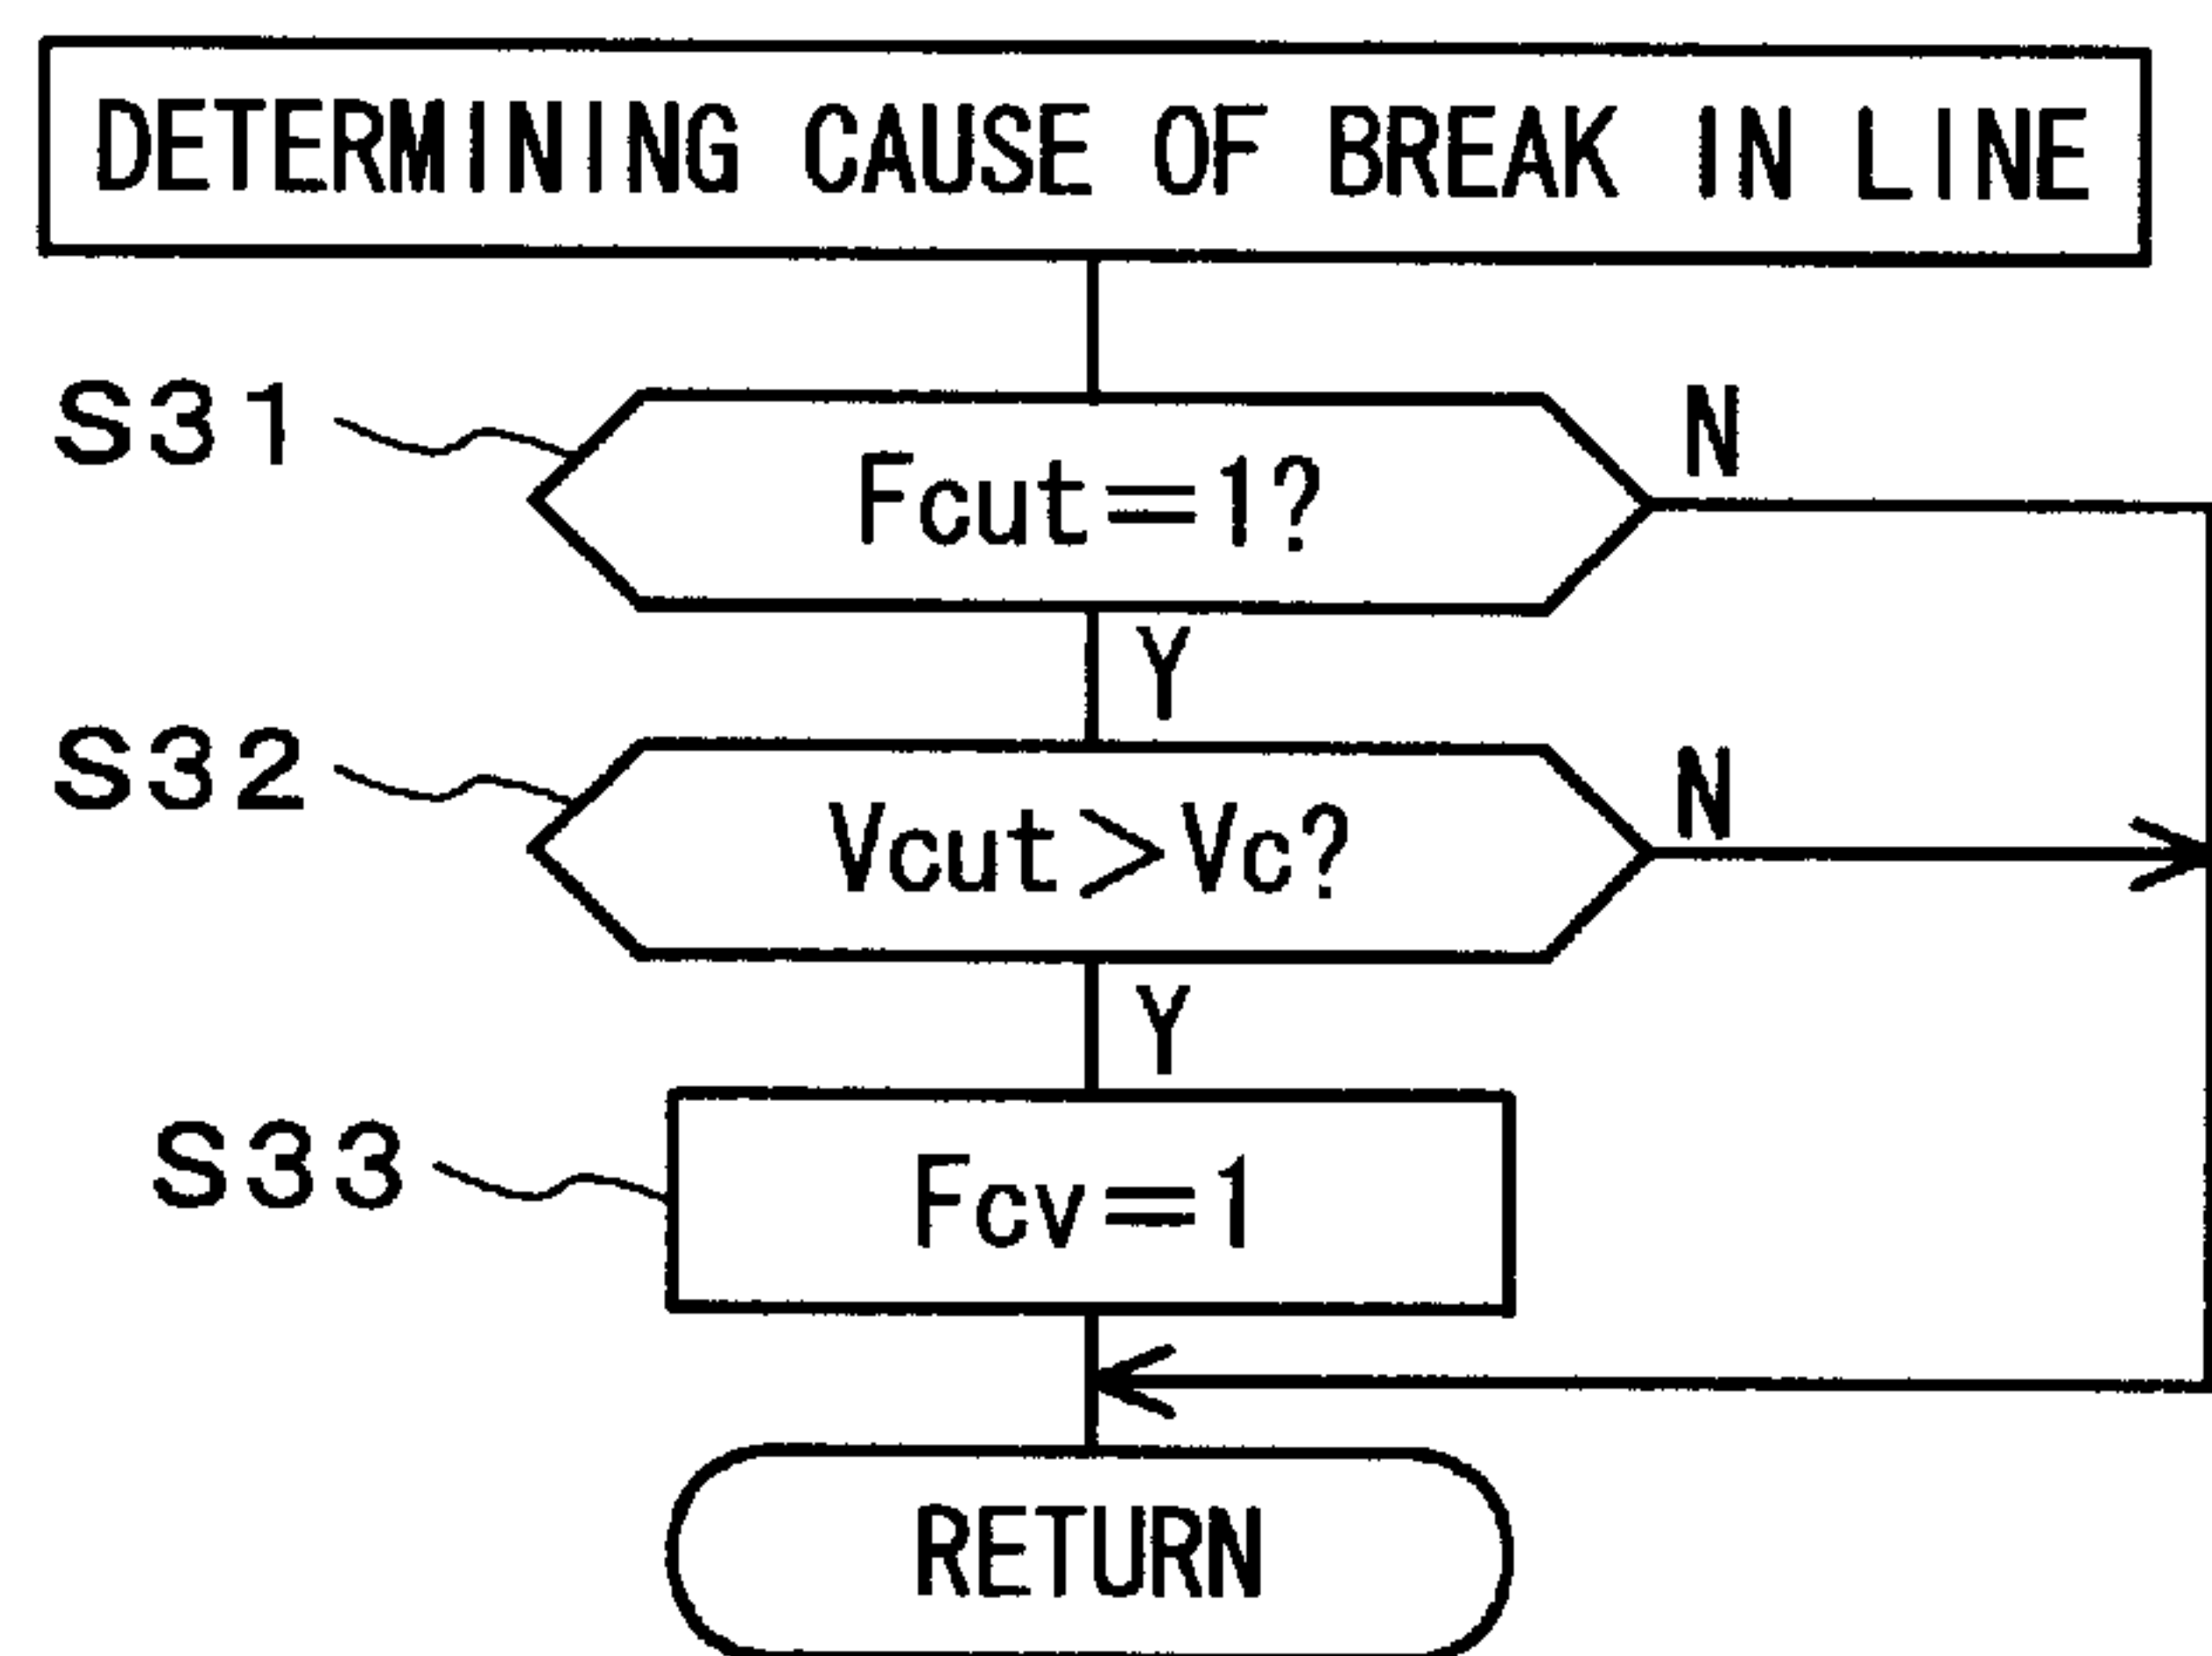 DETERMINING CAUSE OF BREAK IN LINE
S31
Fcut=1?
N
Y
S32
Vcut>Vc?
N
Y
S33
Fcv=1
RETURN